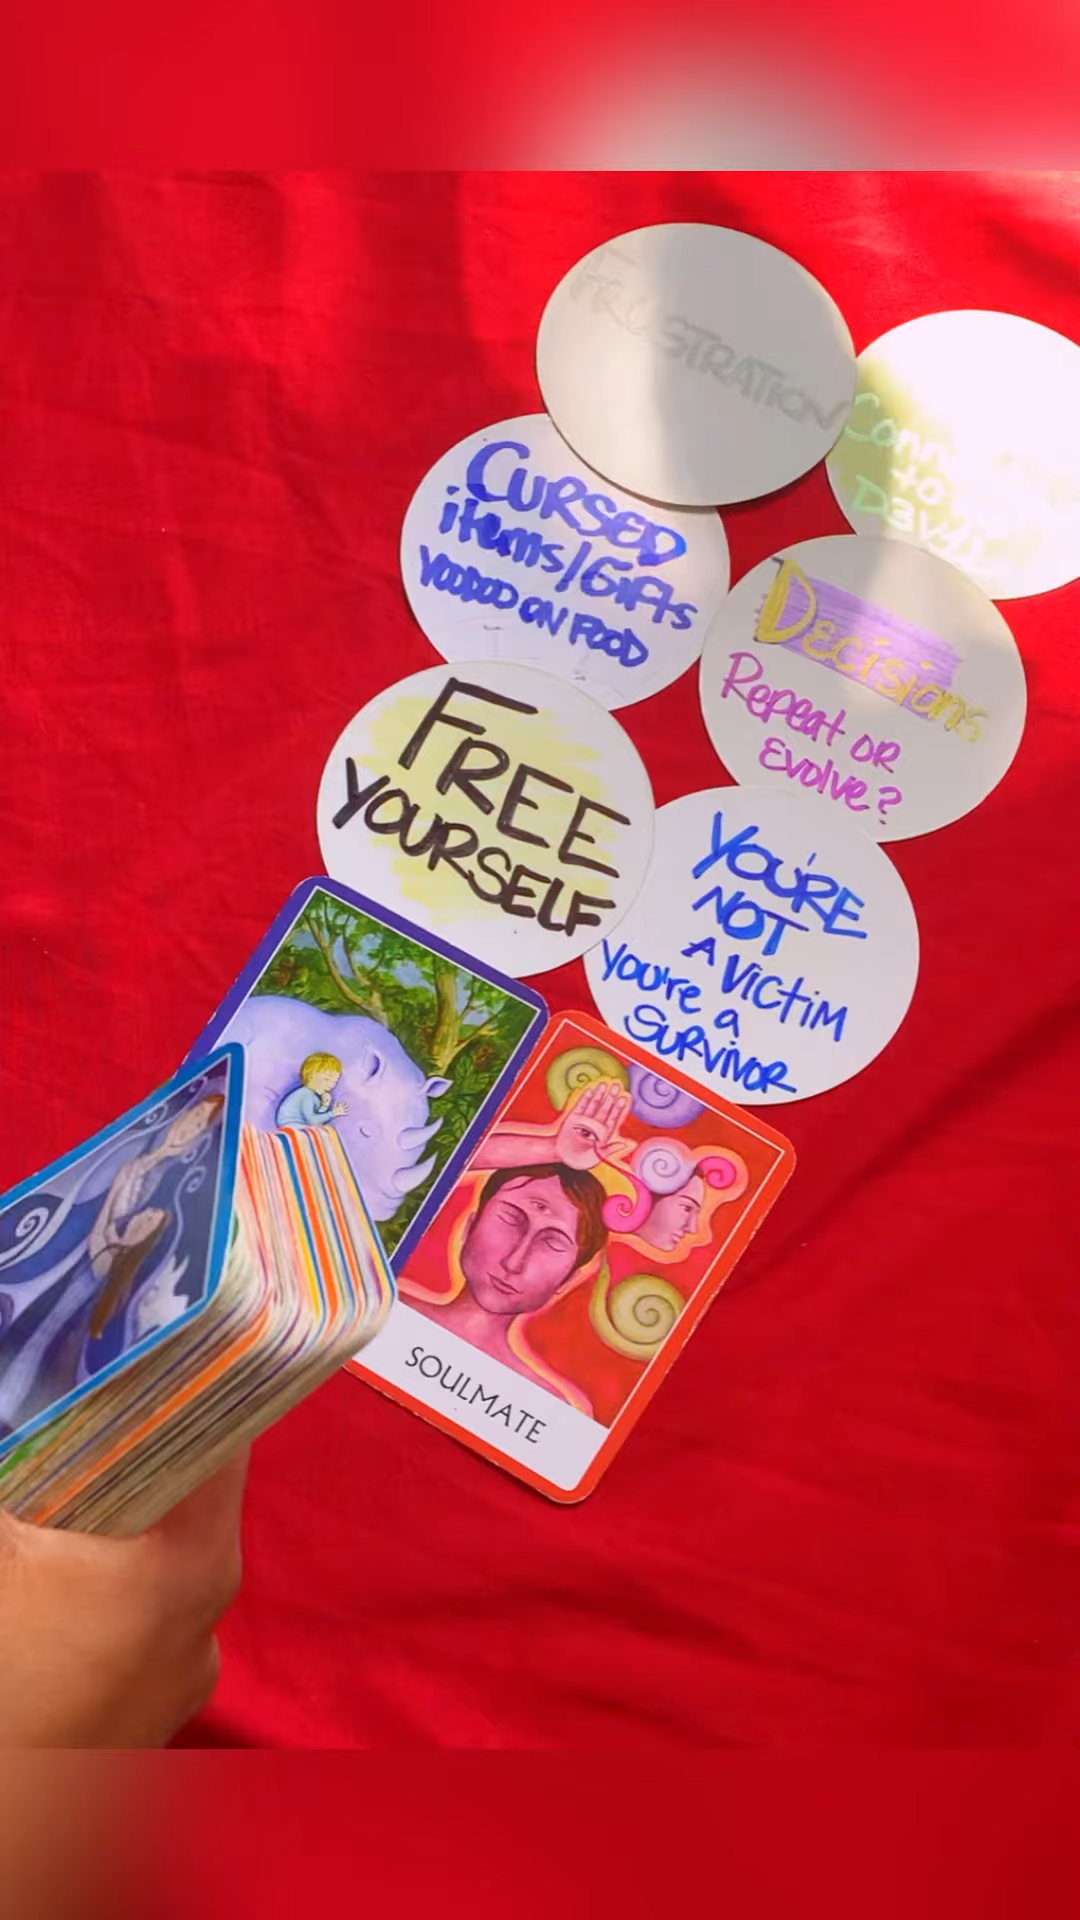 FRUSTRATION
to
CURSED
items/Gifts
VOODOO ON FOOD
Decisions
Repeat OR
Evolve?
FREE
YOURSELF
YOU'RE
NOT
A VICTIM
You're a
SURVIVOR
SOULMATE